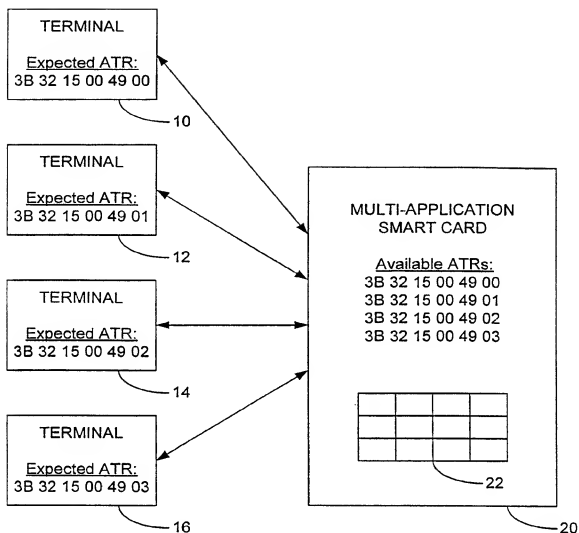 TERMINAL
Expected ATR:
3B 32 15 00 49 00
10
TERMINAL
Expected ATR:
3B 32 15 00 49 01
12
TERMINAL
Expected ATR:
3B 32 15 00 49 02
14
TERMINAL
Expected ATR:
3B 32 15 00 49 03
16
MULTI-APPLICATION
SMART CARD
Available ATRs:
3B 32 15 00 49 00
3B 32 15 00 49 01
3B 32 15 00 49 02
3B 32 15 00 49 03
22
20